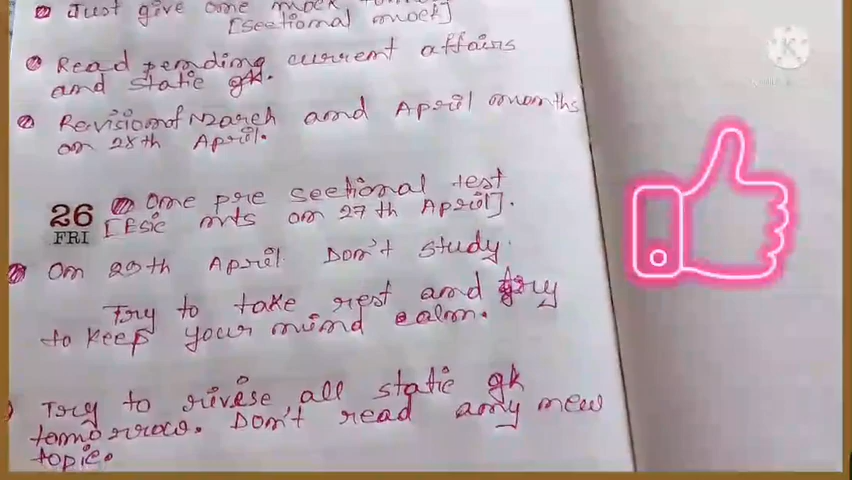 Just give one mock
[sectional mock]
Read pending current affairs
and static gk.
Revision of March and April months
on 28th April.
26
FRI
One pre sectional test
[Esic mts on 27th April].
On 29th April Don't study.
Try to take rest and try
to keep your mind calm.
Try to rivise all static gk
tomorrow. Don't read any new
topic.
K